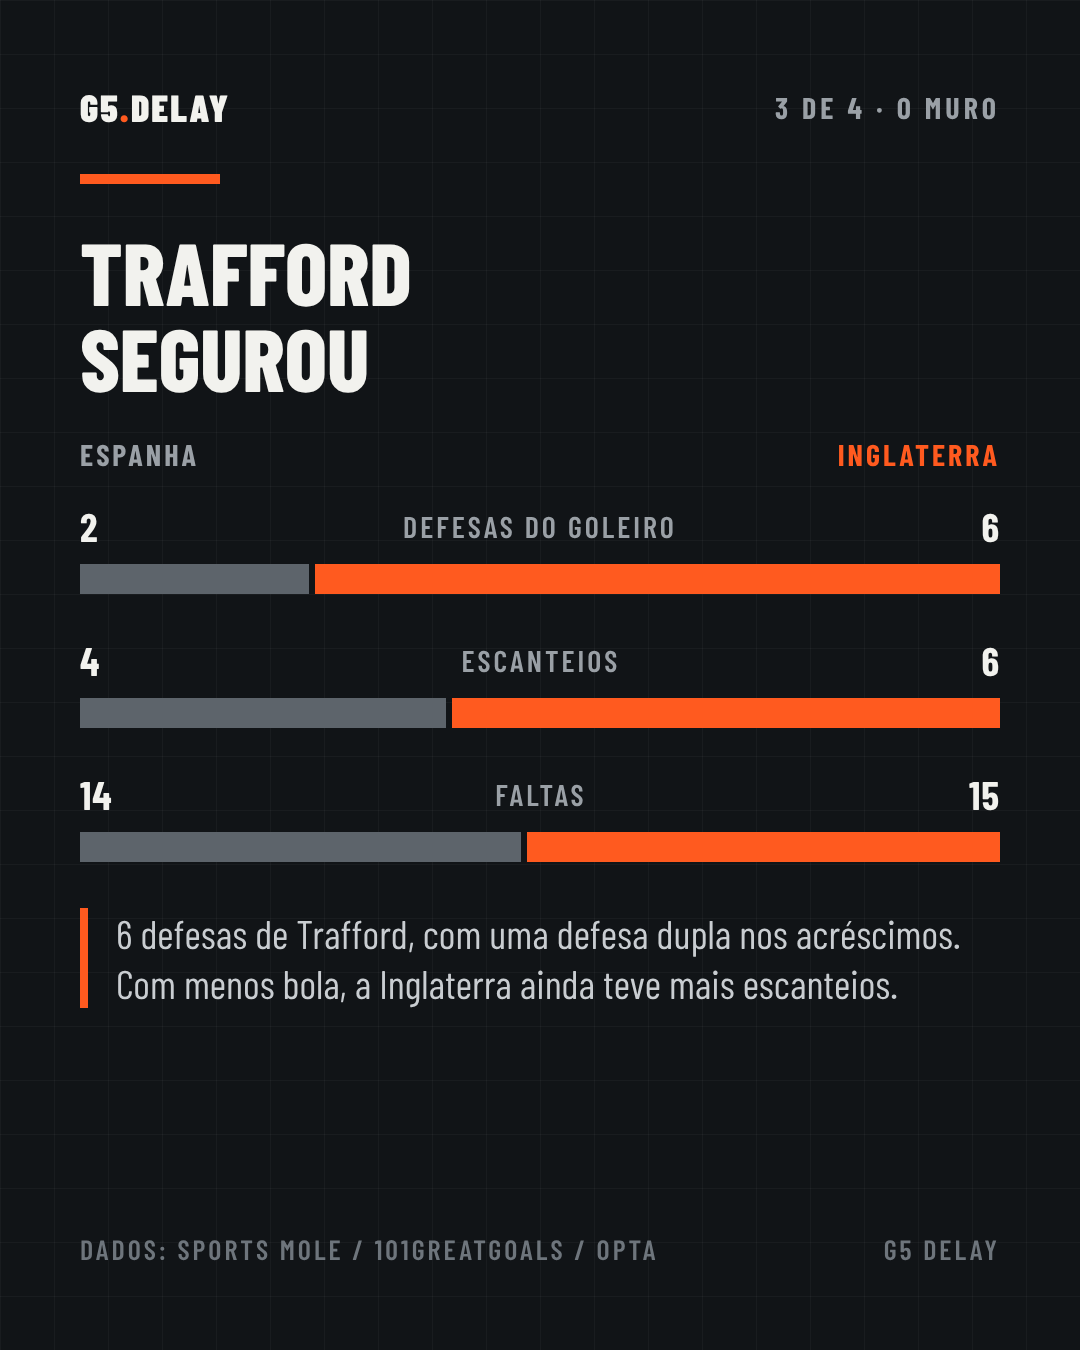 G5.DELAY
3 DE 4 · O MURO
TRAFFORD
SEGUROU
ESPANHA
INGLATERRA
2 DEFESAS DO GOLEIRO 6
4 ESCANTEIOS 6
14 FALTAS 15
6 defesas de Trafford, com uma defesa dupla nos acréscimos.
Com menos bola, a Inglaterra ainda teve mais escanteios.
DADOS: SPORTS MOLE / 101GREATGOALS / OPTA
G5 DELAY